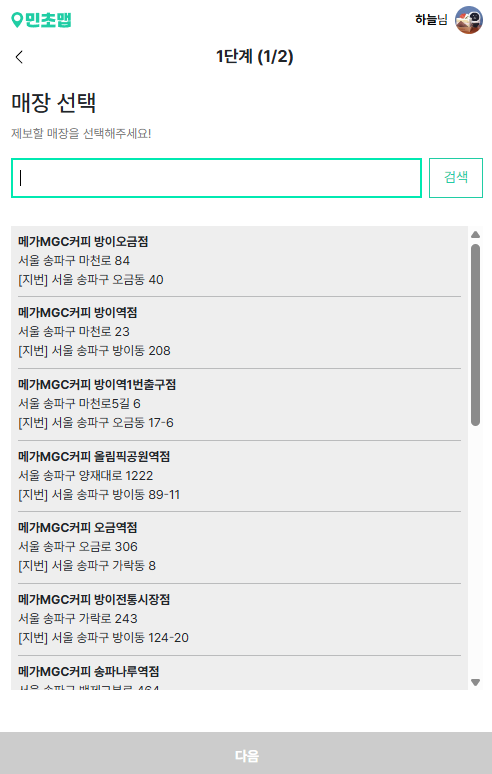 민초맵
하늘님
1단계 (1/2)
매장 선택
제보할 매장을 선택해주세요!
검색
메가MGC커피 방이오금점
서울 송파구 마천로 84
[지번] 서울 송파구 오금동 40
메가MGC커피 방이역점
서울 송파구 마천로 23
[지번] 서울 송파구 방이동 208
메가MGC커피 방이역1번출구점
서울 송파구 마천로5길 6
[지번] 서울 송파구 오금동 17-6
메가MGC커피 올림픽공원역점
서울 송파구 양재대로 1222
[지번] 서울 송파구 방이동 89-11
메가MGC커피 오금역점
서울 송파구 오금로 306
[지번] 서울 송파구 가락동 8
메가MGC커피 방이전통시장점
서울 송파구 가락로 243
[지번] 서울 송파구 방이동 124-20
메가MGC커피 송파나루역점
서울 송파구 백제고분로 464
다음